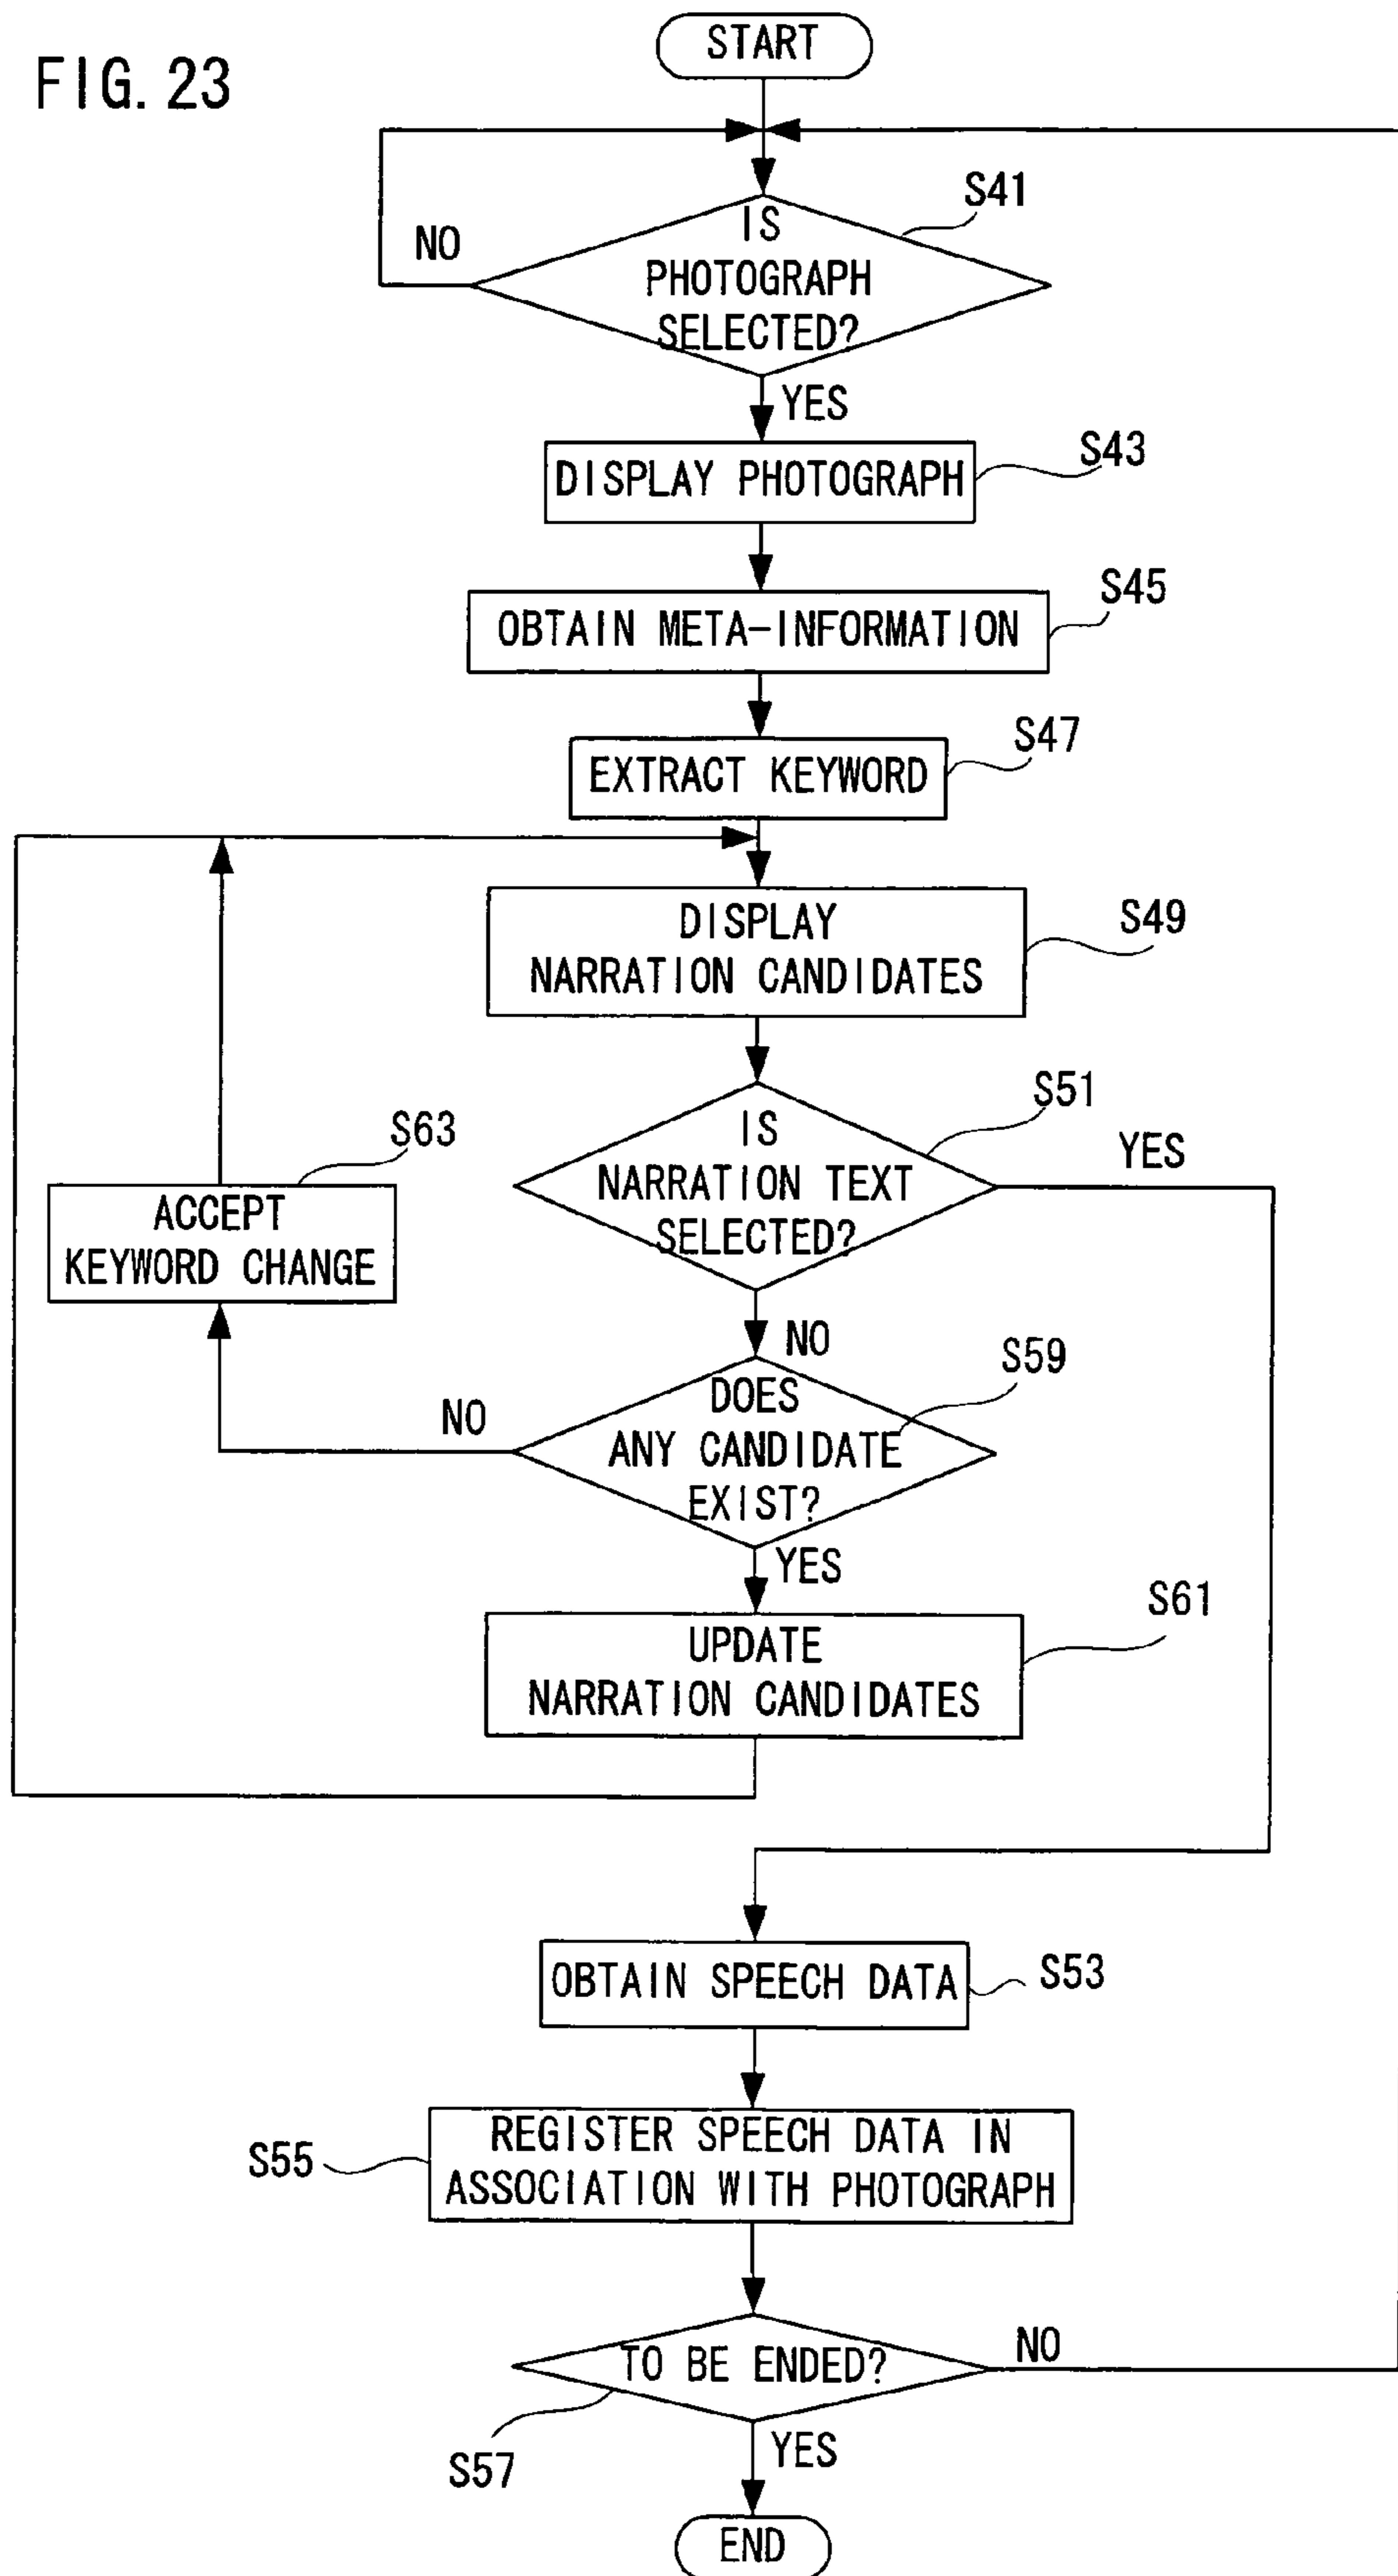 FIG. 23
START
S41
IS
PHOTOGRAPH
SELECTED?
NO
YES
DISPLAY PHOTOGRAPH
S43
OBTAIN META-INFORMATION
S45
EXTRACT KEYWORD
S47
DISPLAY
NARRATION CANDIDATES
S49
IS
NARRATION TEXT
SELECTED?
S51
YES
S63
ACCEPT
KEYWORD CHANGE
NO
DOES
ANY CANDIDATE
EXIST?
S59
NO
YES
UPDATE
NARRATION CANDIDATES
S61
OBTAIN SPEECH DATA
S53
REGISTER SPEECH DATA IN
ASSOCIATION WITH PHOTOGRAPH
S55
TO BE ENDED?
NO
S57
YES
END